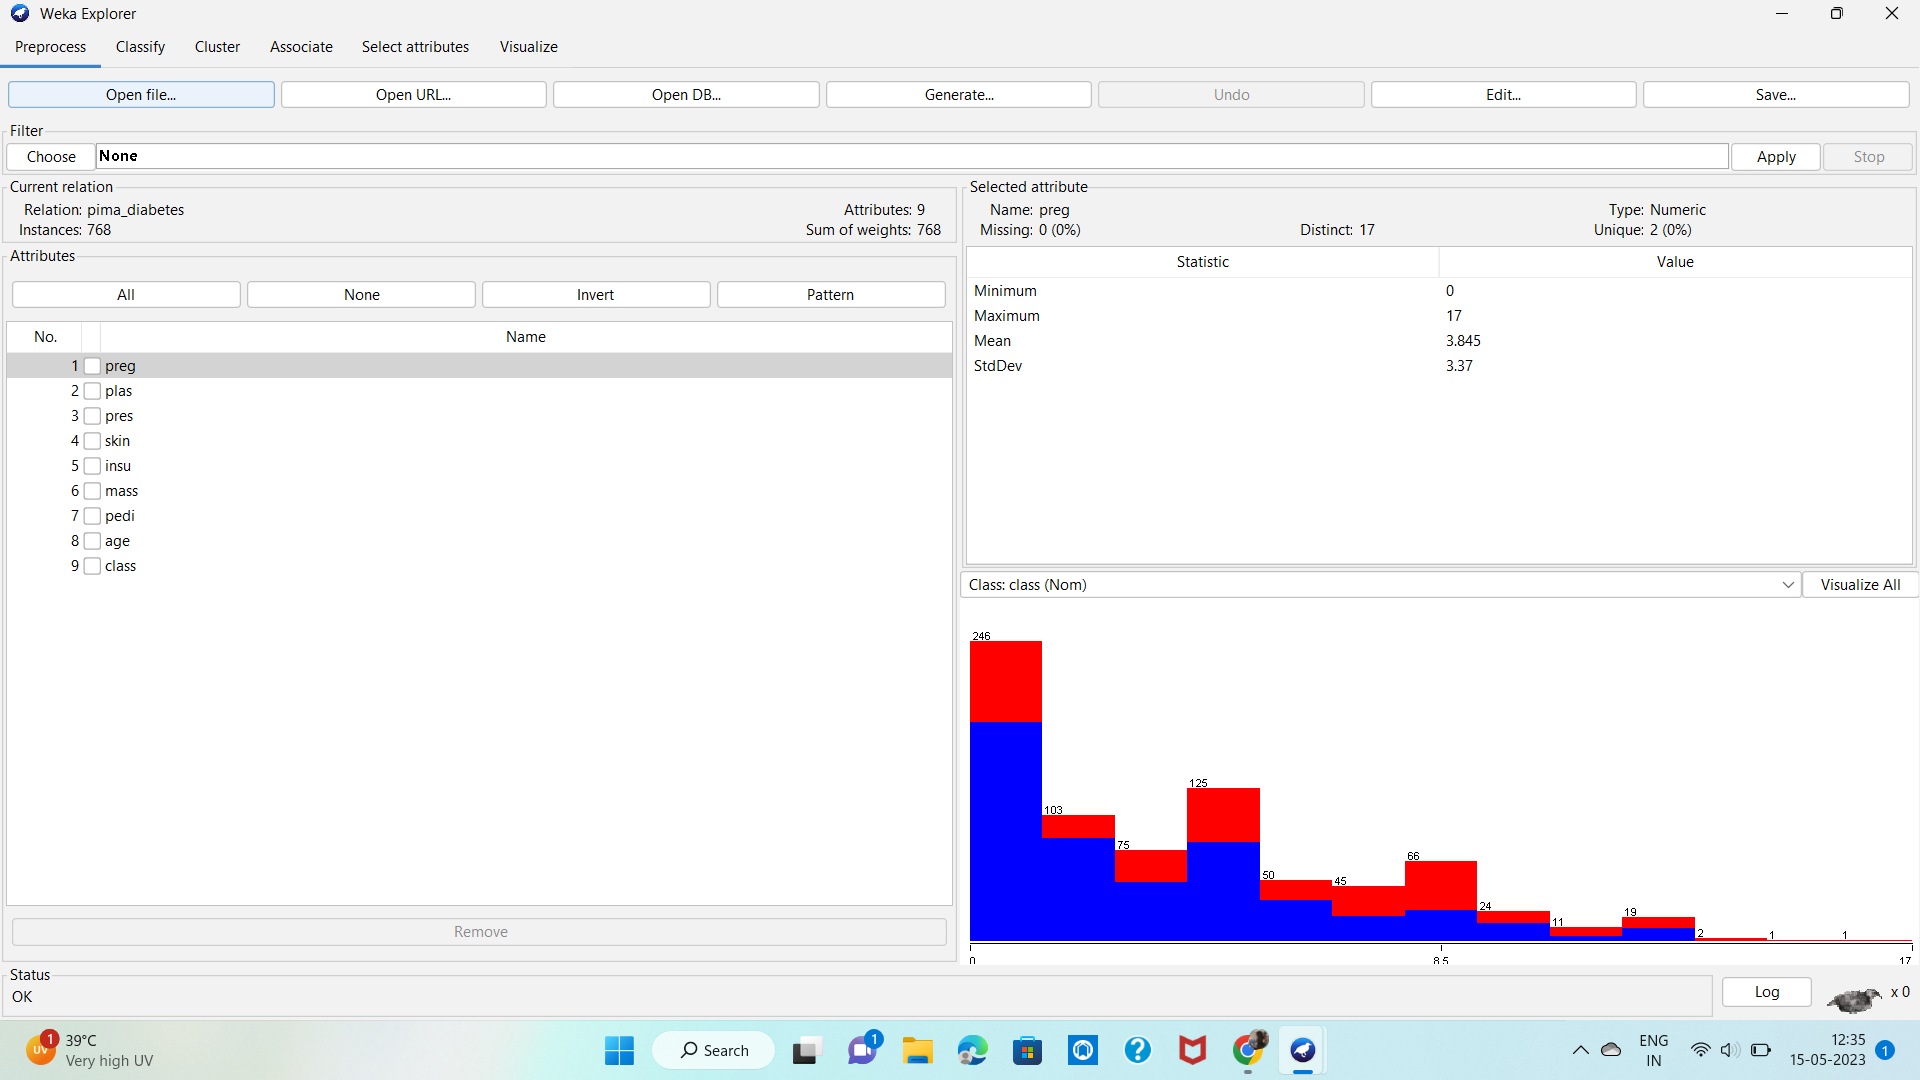 Weka Explorer
Preprocess Classify Cluster Associate Select attributes Visualize
Open file... Open URL... Open DB... Generate... Undo Edit... Save...
Filter
Choose None Apply Stop
Current relation
Relation: pima_diabetes Attributes: 9
Instances: 768 Sum of weights: 768
Attributes
All None Invert Pattern
No. Name
1 preg
2 plas
3 pres
4 skin
5 insu
6 mass
7 pedi
8 age
9 class
Remove
Selected attribute
Name: preg Type: Numeric
Missing: 0 (0%) Distinct: 17 Unique: 2 (0%)
Statistic Value
Minimum 0
Maximum 17
Mean 3.845
StdDev 3.37
Class: class (Nom) Visualize All
246
103
75
125
50
45
66
24
11
19
2
1
1
0 8.5 17
Status
OK
Log x 0
UV 1 39°C
Very high UV
Search
1
ENG
IN
12:35
15-05-2023
1